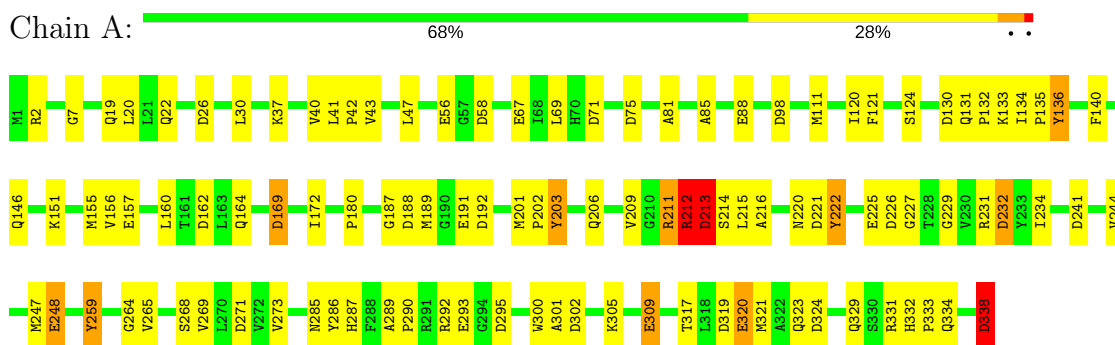 Chain A:
68% 28% • •
M1 R2 G7 Q19 L20 L21 Q22 D26 L30 K37 V40 L41 P42 V43 L47 E56 G57 D58 E67 I68 L69 H70 D71 D75 A81 A85 E88 D98 M111 I120 F121 S124 D130 Q131 P132 K133 I134 P135 Y136 F140
Q146 K151 M155 V156 E157 L160 T161 D162 L163 Q164 D169 I172 P180 G187 D188 M189 G190 E191 D192 M201 P202 Y203 Q206 V209 G210 R211 R212 D213 S214 L215 A216 N220 D221 Y222 E225 D226 G227 T228 G229 V230 R231 D232 Y233 I234 D241
M247 E248 Y259 G264 V265 S268 V269 L270 D271 V272 V273 N285 Y286 H287 F288 A289 P290 R291 R292 E293 G294 D295 W300 A301 D302 K305 E309 T317 L318 D319 E320 M321 A322 Q323 D324 Q329 S330 R331 H332 P333 Q334 D338